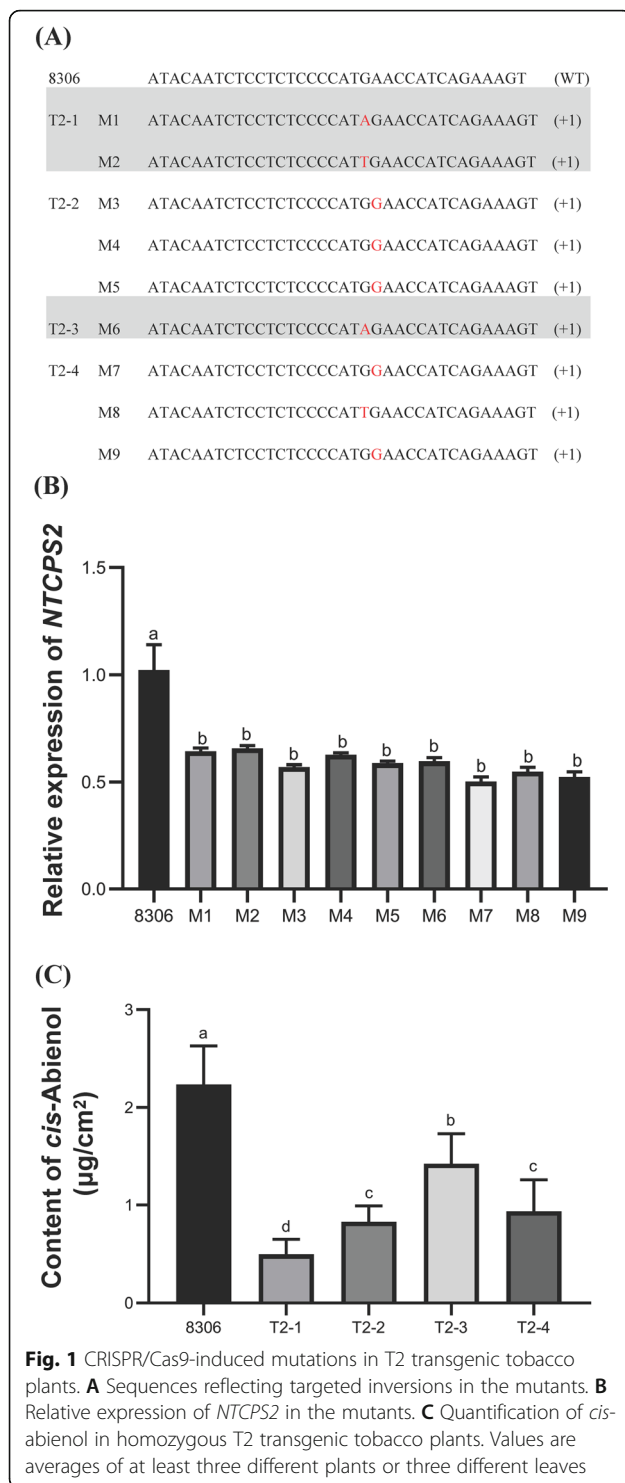 (A)
8306 ATACAATCTCCTCTCCCCATGAACCATCAGAAAGT (WT)
T2-1 M1 ATACAATCTCCTCTCCCCATAGAACCATCAGAAAGT (+1)
M2 ATACAATCTCCTCTCCCCATTGAACCATCAGAAAGT (+1)
T2-2 M3 ATACAATCTCCTCTCCCCATGGAACCATCAGAAAGT (+1)
M4 ATACAATCTCCTCTCCCCATGGAACCATCAGAAAGT (+1)
M5 ATACAATCTCCTCTCCCCATGGAACCATCAGAAAGT (+1)
T2-3 M6 ATACAATCTCCTCTCCCCATAGAACCATCAGAAAGT (+1)
T2-4 M7 ATACAATCTCCTCTCCCCATGGAACCATCAGAAAGT (+1)
M8 ATACAATCTCCTCTCCCCATTGAACCATCAGAAAGT (+1)
M9 ATACAATCTCCTCTCCCCATGGAACCATCAGAAAGT (+1)
(B)
Relative expression of NTCPS2
1.5
1.0
0.5
0.0
a b b b b b b b b b
8306 M1 M2 M3 M4 M5 M6 M7 M8 M9
(C)
Content of cis-Abienol
(µg/cm²)
3
2
1
0
a d c b c
8306 T2-1 T2-2 T2-3 T2-4
Fig. 1 CRISPR/Cas9-induced mutations in T2 transgenic tobacco
plants. A Sequences reflecting targeted inversions in the mutants. B
Relative expression of NTCPS2 in the mutants. C Quantification of cis-
abienol in homozygous T2 transgenic tobacco plants. Values are
averages of at least three different plants or three different leaves